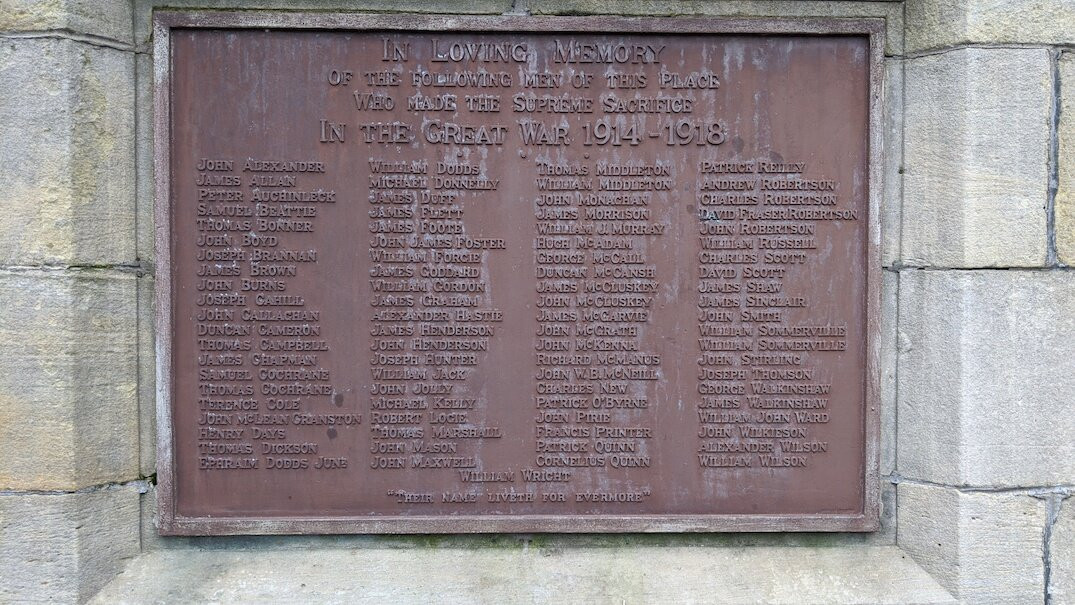 In Loving Memory
Of the following men of this Place
Who made the Supreme Sacrifice
In the Great War 1914-1918
John Alexander
James Allan
Peter Auchinleck
Samuel Beattie
Thomas Bonner
John Boyd
Joseph Brannan
James Brown
John Burns
Joseph Cahill
John Callachan
Duncan Cameron
Thomas Campbell
James Chapman
Samuel Cochrane
Thomas Cochrane
Terence Cole
John McLean Cranston
Henry Days
Thomas Dickson
Ephraim Dodds Junr
William Dodds
Michael Donnelly
James Duff
James Flett
James Foote
John James Foster
William Forgie
James Goddard
William Gordon
James Graham
Alexander Hastie
James Henderson
John Henderson
Joseph Hunter
William Jack
John Jolly
Michael Kelly
Robert Logie
Thomas Marshall
John Mason
John Maxwell
Thomas Middleton
William Middleton
John Monaghan
James Morrison
William J. Murray
Hugh McAdam
George McCaul
Duncan McCansh
James McCluskey
John McCluskey
James McGarvie
John McGrath
John McKenna
Richard McManus
John W. B. McNeill
Charles New
Patrick O'Byrne
John Pirie
Francis Printer
Patrick Quinn
Cornelius Quinn
Patrick Reilly
Andrew Robertson
Charles Robertson
David Fraser Robertson
John Robertson
William Russell
Charles Scott
David Scott
James Shaw
James Sinclair
John Smith
William Sommerville
William Sommerville
John Stirling
Joseph Thomson
George Walkinshaw
James Walkinshaw
William John Ward
John Wilkieson
Alexander Wilson
William Wilson
William Wright
"Their name liveth for evermore"